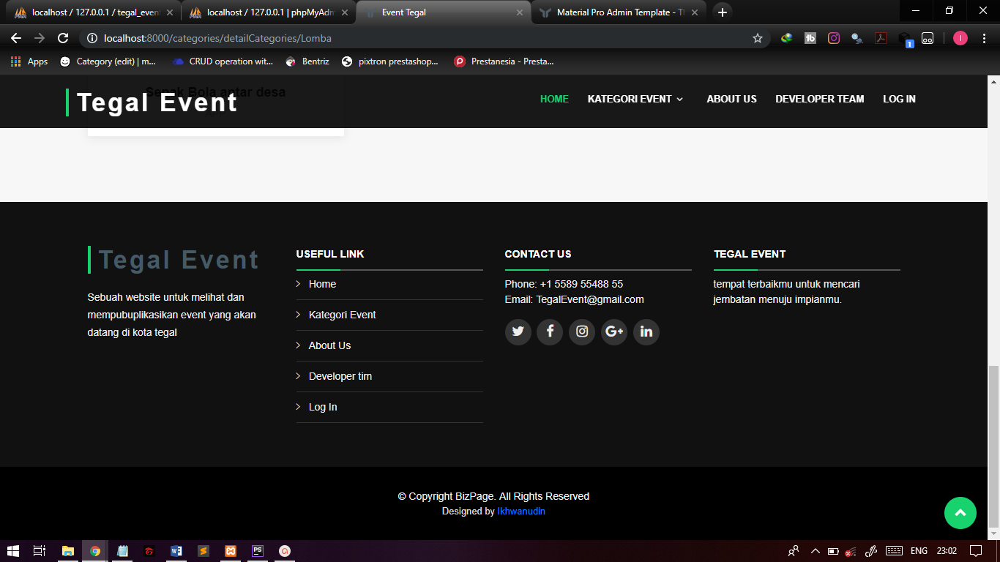 localhost / 127.0.0.1 / tegal_even
localhost / 127.0.0.1 | phpMyAdm
Event Tegal
Material Pro Admin Template - Th
localhost:8000/categories/detailCategories/Lomba
Apps
Category (edit) | m...
CRUD operation wit...
Bentriz
pixtron prestashop...
Prestanesia - Presta...
Sepak Bola antar desa
Tegal Event
HOME
KATEGORI EVENT
ABOUT US
DEVELOPER TEAM
LOG IN
Tegal Event
Sebuah website untuk melihat dan
mempubuplikasikan event yang akan
datang di kota tegal
USEFUL LINK
Home
Kategori Event
About Us
Developer tim
Log In
CONTACT US
Phone: +1 5589 55488 55
Email: TegalEvent@gmail.com
TEGAL EVENT
tempat terbaikmu untuk mencari
jembatan menuju impianmu.
© Copyright BizPage. All Rights Reserved
Designed by Ikhwanudin
ENG
23:02